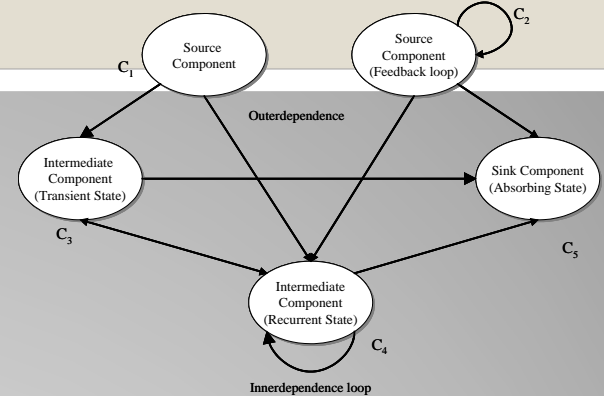 C2
Source
Component
Source
Component
(Feedback loop)
C1
Outerdependence
Intermediate
Component
(Transient State)
Sink Component
(Absorbing State)
C3
C5
Intermediate
Component
(Recurrent State)
C4
Innerdependence loop